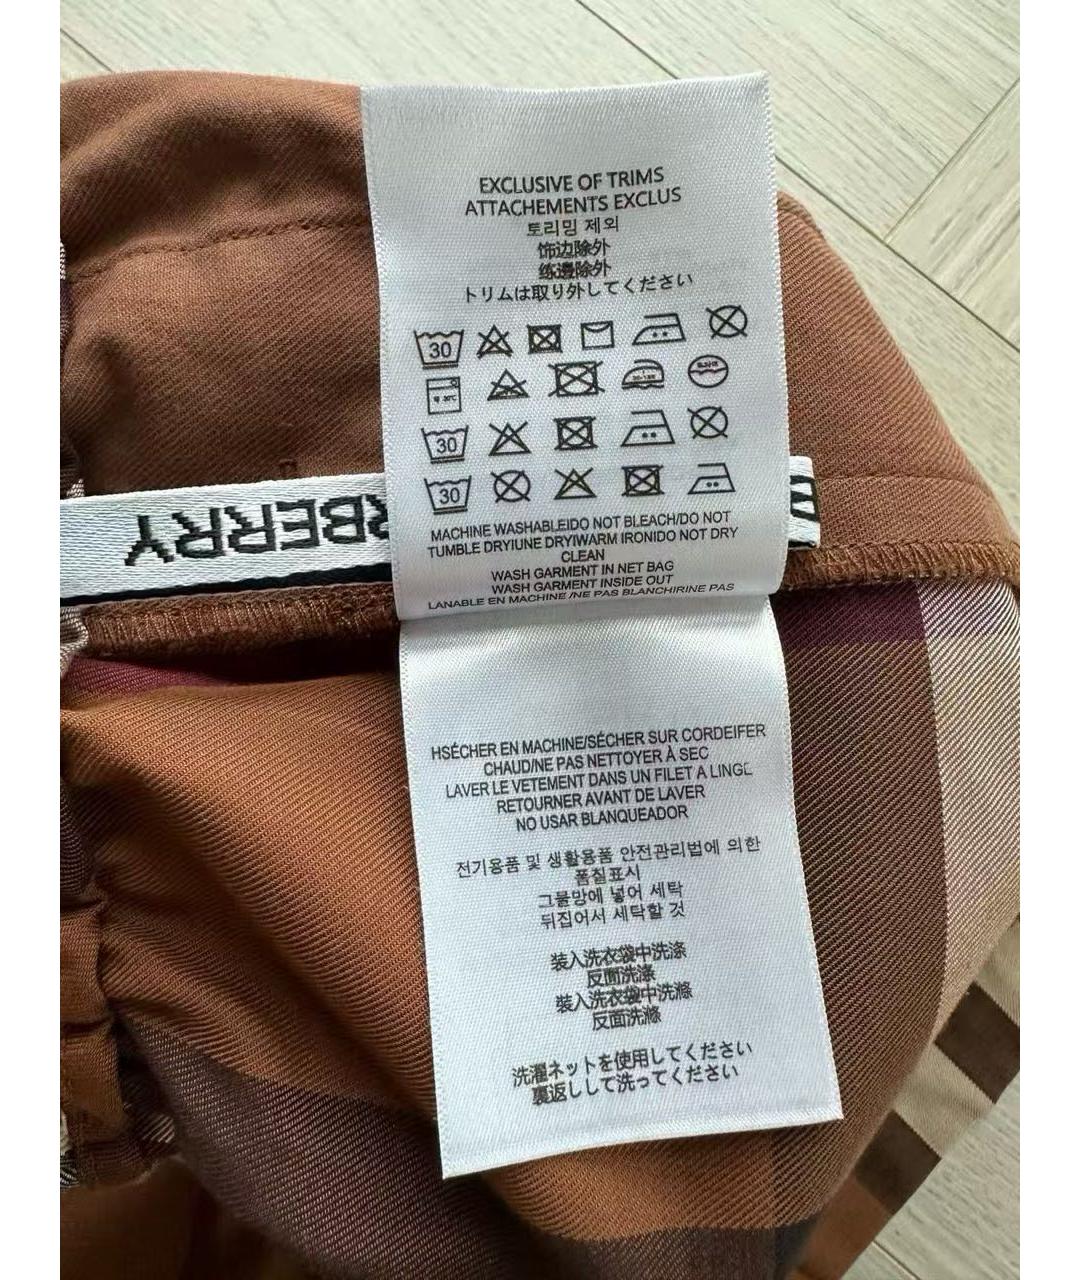 EXCLUSIVE OF TRIMS
ATTACHEMENTS EXCLUS
토리밍 제외
饰边除外
练邊除外
トリムは取り外してください
30
30
30
BERRY
MACHINE WASHABLEIDO NOT BLEACH/DO NOT
TUMBLE DRYIUNE DRYIWARM IRONIDO NOT DRY
CLEAN
WASH GARMENT IN NET BAG
WASH GARMENT INSIDE OUT
LANABLE EN MACHINE /NE PAS BLANCHIRINE PAS
HSÉCHER EN MACHINE/SÉCHER SUR CORDEIFER
CHAUD/NE PAS NETTOYER À SEC
LAVER LE VETEMENT DANS UN FILET A LINGE
RETOURNER AVANT DE LAVER
NO USAR BLANQUEADOR
전기용품 및 생활용품 안전관리법에 의한
품질표시
그물망에 넣어 세탁
뒤집어서 세탁할 것
装入洗衣袋中洗涤
反面洗涤
裝入洗衣袋中洗滌
反面洗滌
洗濯ネットを使用してください
裏返しして洗ってください